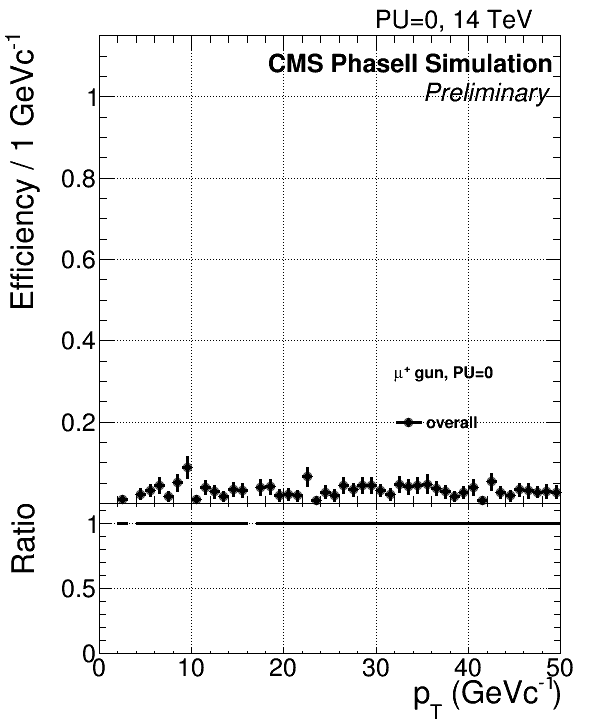 PU=0, 14 TeV
CMS PhaseII Simulation
Preliminary
Efficiency / 1 GeVc⁻¹
1
0.8
0.6
0.4
0.2
μ⁺ gun, PU=0
overall
Ratio
1
0.5
0
0 10 20 30 40 50
p_T (GeVc⁻¹)